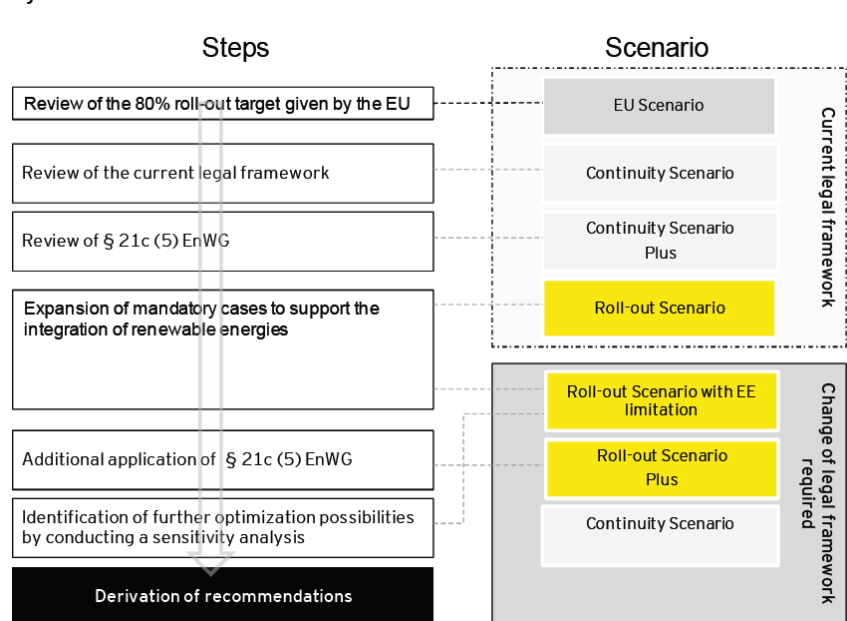 Steps
Scenario
Review of the 80% roll-out target given by the EU
EU Scenario
Review of the current legal framework
Continuity Scenario
Review of § 21c (5) EnWG
Continuity Scenario
Plus
Expansion of mandatory cases to support the
integration of renewable energies
Roll-out Scenario
Current legal framework
Roll-out Scenario with EE
limitation
Additional application of § 21c (5) EnWG
Roll-out Scenario
Plus
Identification of further optimization possibilities
by conducting a sensitivity analysis
Continuity Scenario
Change of legal framework
required
Derivation of recommendations